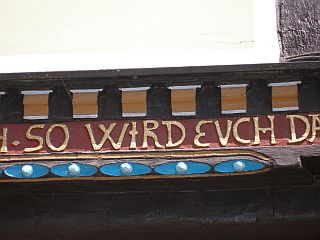 H · SO WIRD EVCH DA